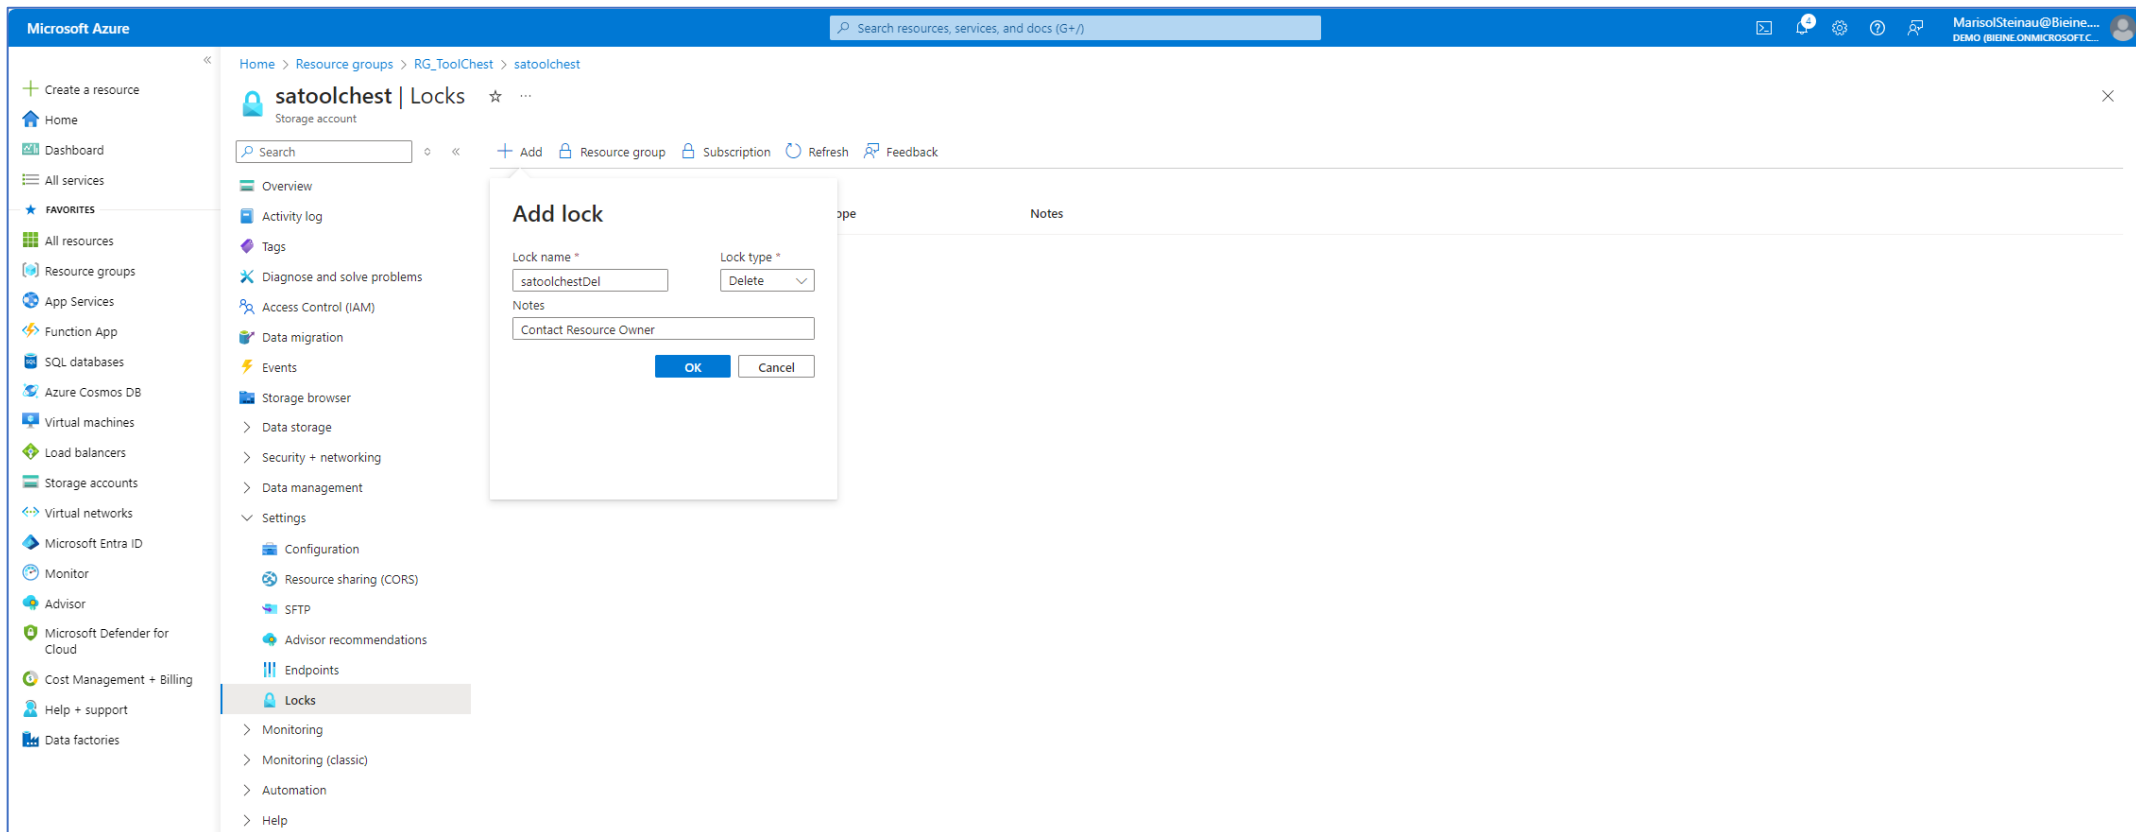 Microsoft Azure
Search resources, services, and docs (G+/)
4
MarisolSteinau@Bieine....
DEMO (BIEINE.ONMICROSOFT.C...
«
Create a resource
Home
Dashboard
All services
FAVORITES
All resources
Resource groups
App Services
Function App
SQL databases
Azure Cosmos DB
Virtual machines
Load balancers
Storage accounts
Virtual networks
Microsoft Entra ID
Monitor
Advisor
Microsoft Defender for
Cloud
Cost Management + Billing
Help + support
Data factories
Home > Resource groups > RG_ToolChest > satoolchest
satoolchest | Locks
Storage account
Search
«
Overview
Activity log
Tags
Diagnose and solve problems
Access Control (IAM)
Data migration
Events
Storage browser
Data storage
Security + networking
Data management
Settings
Configuration
Resource sharing (CORS)
SFTP
Advisor recommendations
Endpoints
Locks
Monitoring
Monitoring (classic)
Automation
Help
Add Resource group Subscription Refresh Feedback
ope Notes
Add lock
Lock name * Lock type *
satoolchestDel Delete
Notes
Contact Resource Owner
OK Cancel